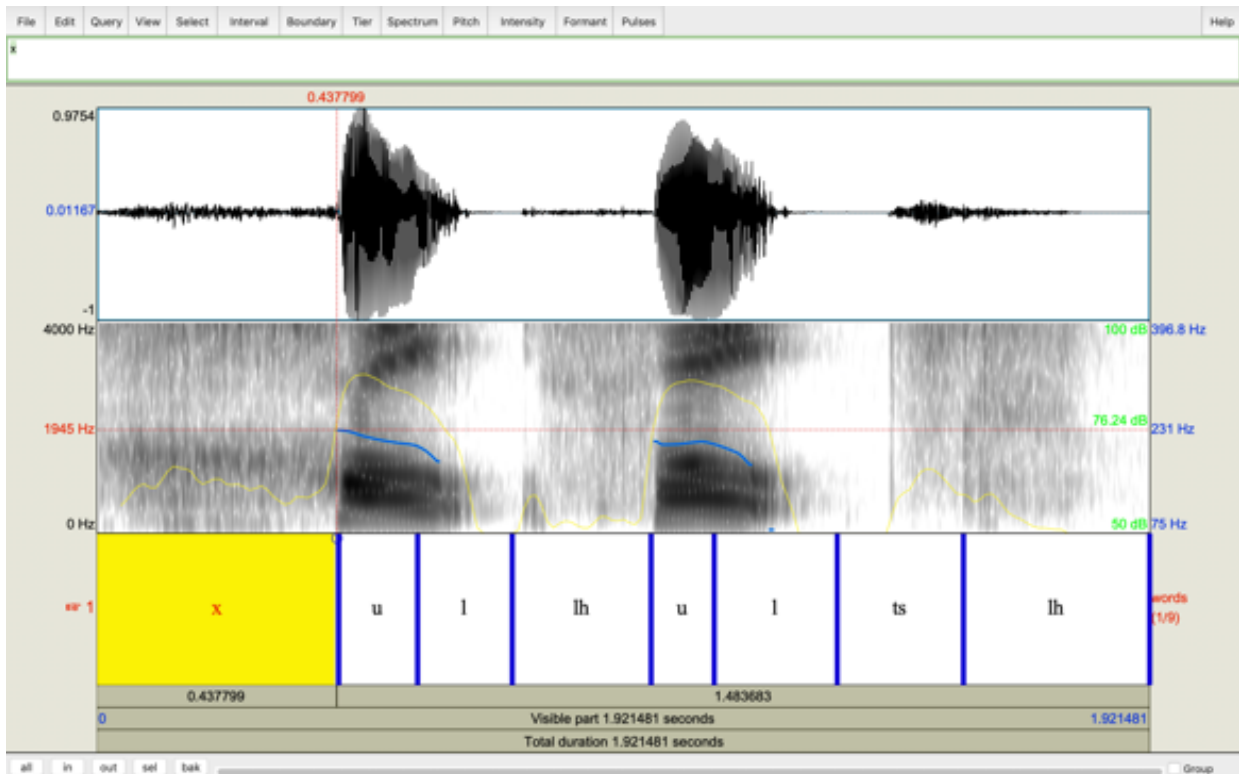 File Edit Query View Select Interval Boundary Tier Spectrum Pitch Intensity Formant Pulses Help
x
0.437799
0.9754
0.01167
-1
4000 Hz 100 dB 396.8 Hz
1945 Hz 76.24 dB 231 Hz
0 Hz 50 dB 75 Hz
1 x u l lh u l ts lh words
(1/9)
0.437799 1.483683
0 Visible part 1.921481 seconds 1.921481
Total duration 1.921481 seconds
all in out sel bak Group